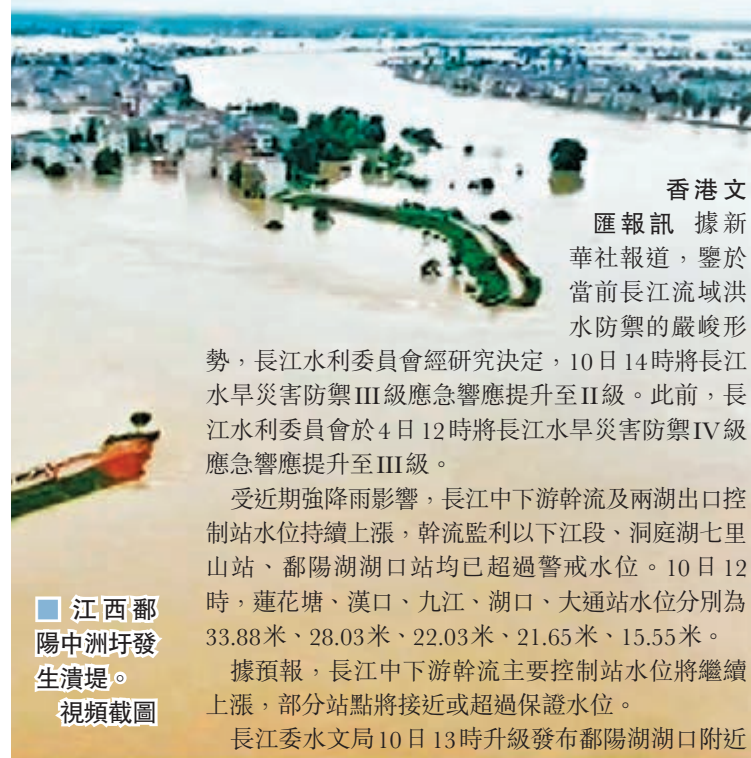 香港文
匯報訊 據新
華社報道，鑒於
當前長江流域洪
水防禦的嚴峻形
勢，長江水利委員會經研究決定，10日14時將長江
水旱災害防禦III級應急響應提升至II級。此前，長
江水利委員會於4日12時將長江水旱災害防禦IV級
應急響應提升至III級。
受近期強降雨影響，長江中下游幹流及兩湖出口控
制站水位持續上漲，幹流監利以下江段、洞庭湖七里
山站、鄱陽湖湖口站均已超過警戒水位。10日12
時，蓮花塘、漢口、九江、湖口、大通站水位分別為
33.88米、28.03米、22.03米、21.65米、15.55米。
據預報，長江中下游幹流主要控制站水位將繼續
上漲，部分站點將接近或超過保證水位。
長江委水文局10日13時升級發布鄱陽湖湖口附近
■ 江西鄱
陽中洲圩發
生潰堤。
視頻截圖